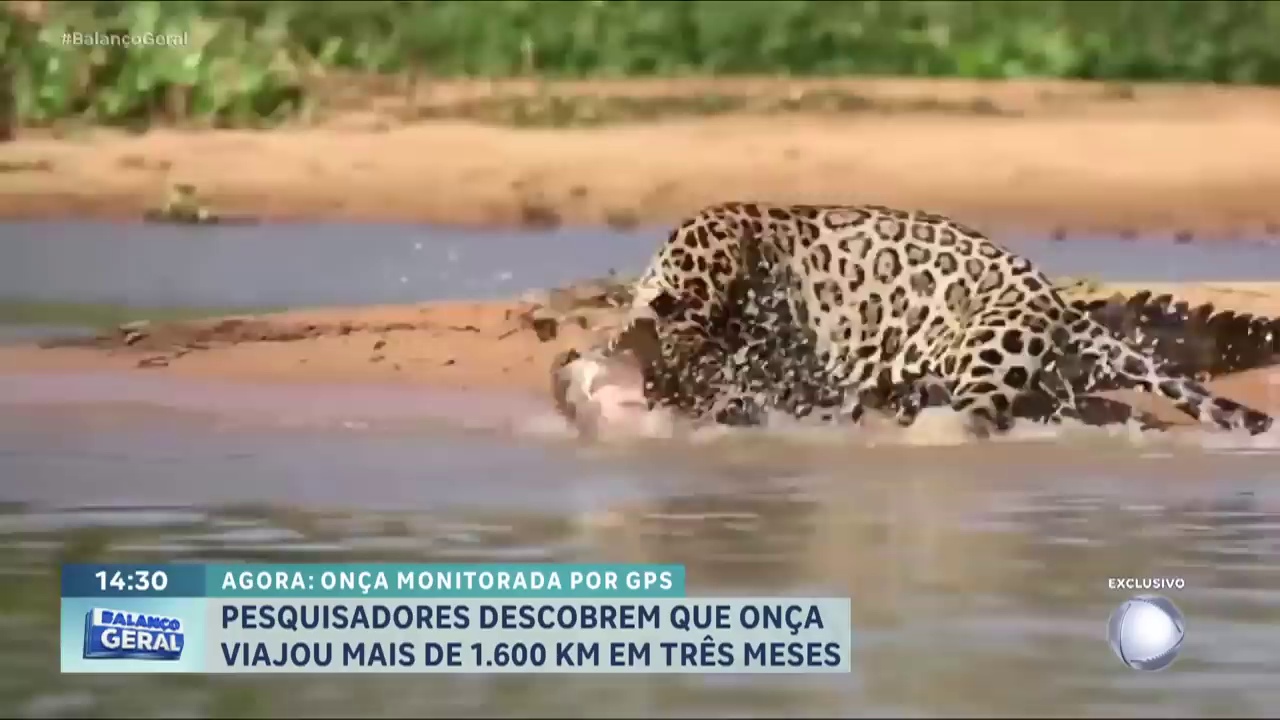 #BalançoGeral
14:30
AGORA: ONÇA MONITORADA POR GPS
BALANÇO
GERAL
PESQUISADORES DESCOBREM QUE ONÇA
VIAJOU MAIS DE 1.600 KM EM TRÊS MESES
EXCLUSIVO